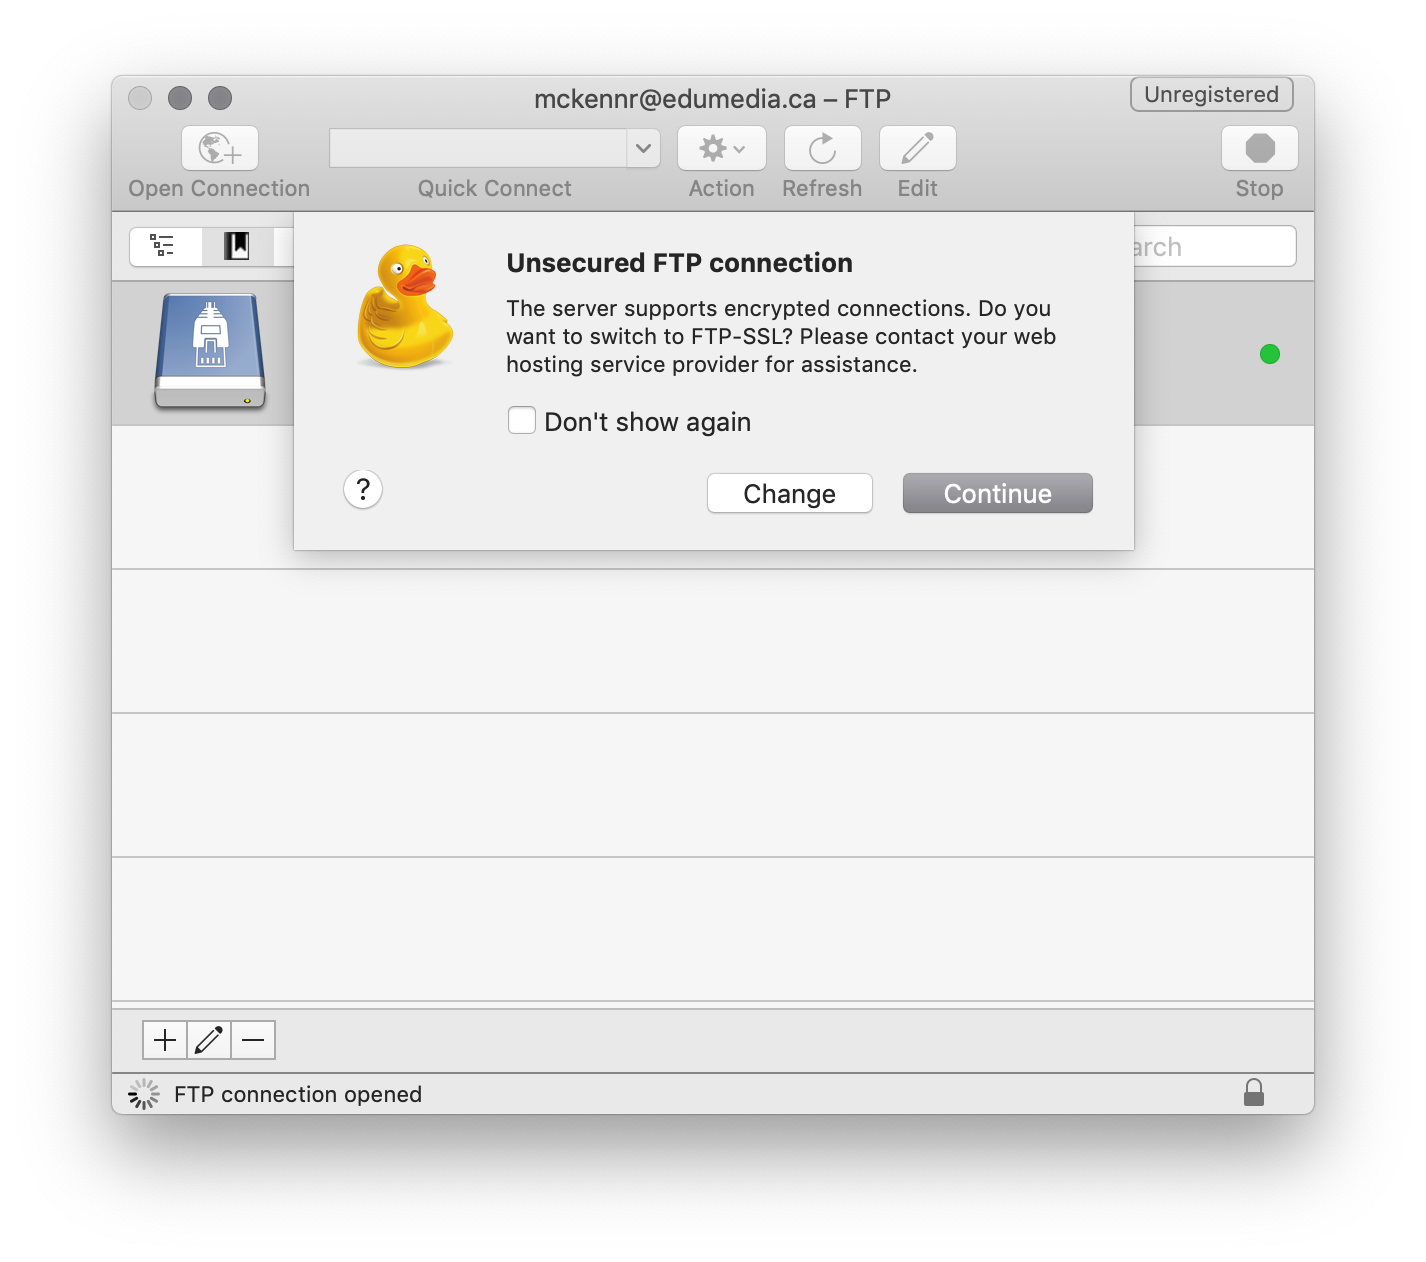 mckennr@edumedia.ca – FTP
Unregistered
Open Connection
Quick Connect
Action
Refresh
Edit
Stop
arch
Unsecured FTP connection
The server supports encrypted connections. Do you
want to switch to FTP-SSL? Please contact your web
hosting service provider for assistance.
Don't show again
?
Change
Continue
FTP connection opened